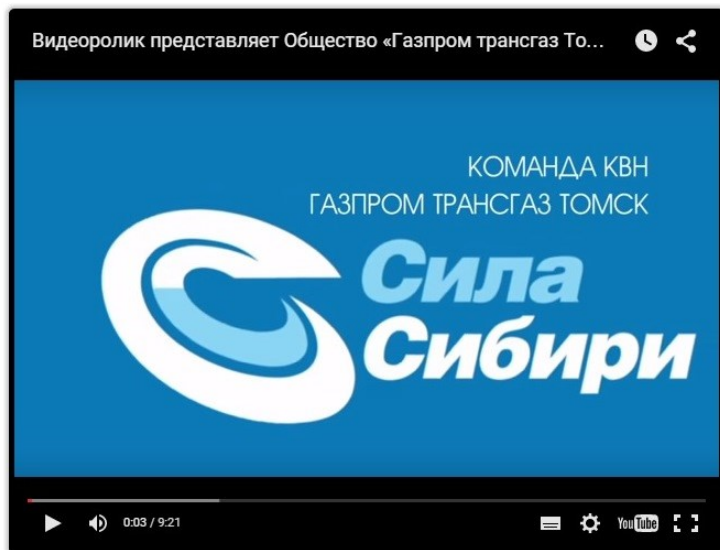 Видеоролик представляет Общество «Газпром трансгаз То...
КОМАНДА КВН
ГАЗПРОМ ТРАНСГАЗ ТОМСК
Сила
Сибири
0:03 / 9:21
YouTube